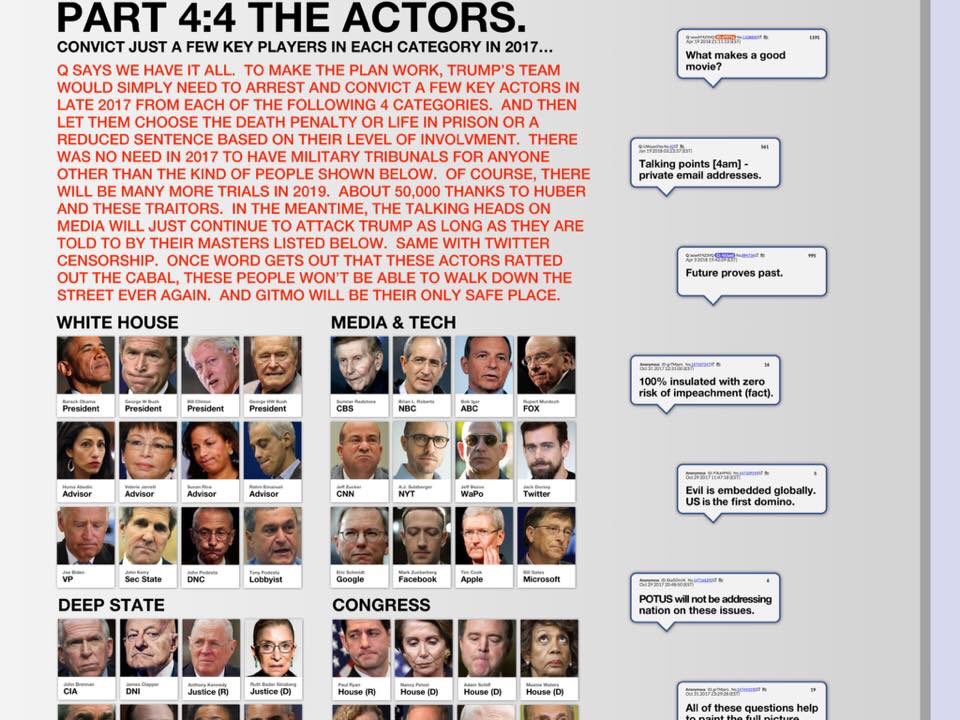 PART 4:4 THE ACTORS.
CONVICT JUST A FEW KEY PLAYERS IN EACH CATEGORY IN 2017...
Q SAYS WE HAVE IT ALL. TO MAKE THE PLAN WORK, TRUMP'S TEAM
WOULD SIMPLY NEED TO ARREST AND CONVICT A FEW KEY ACTORS IN
LATE 2017 FROM EACH OF THE FOLLOWING 4 CATEGORIES. AND THEN
LET THEM CHOOSE THE DEATH PENALTY OR LIFE IN PRISON OR A
REDUCED SENTENCE BASED ON THEIR LEVEL OF INVOLVMENT. THERE
WAS NO NEED IN 2017 TO HAVE MILITARY TRIBUNALS FOR ANYONE
OTHER THAN THE KIND OF PEOPLE SHOWN BELOW. OF COURSE, THERE
WILL BE MANY MORE TRIALS IN 2019. ABOUT 50,000 THANKS TO HUBER
AND THESE TRAITORS. IN THE MEANTIME, THE TALKING HEADS ON
MEDIA WILL JUST CONTINUE TO ATTACK TRUMP AS LONG AS THEY ARE
TOLD TO BY THEIR MASTERS LISTED BELOW. SAME WITH TWITTER
CENSORSHIP. ONCE WORD GETS OUT THAT THESE ACTORS RATTED
OUT THE CABAL, THESE PEOPLE WON'T BE ABLE TO WALK DOWN THE
STREET EVER AGAIN. AND GITMO WILL BE THEIR ONLY SAFE PLACE.
WHITE HOUSE
Barack Obama George W Bush Bill Clinton George HW Bush
President President President President
Huma Abedin Valerie Jarrett Susan Rice Rahm Emanuel
Advisor Advisor Advisor Advisor
Joe Biden John Kerry John Podesta Tony Podesta
VP Sec State DNC Lobbyist
MEDIA & TECH
Sumner Redstone Brian L. Roberts Bob Iger Rupert Murdoch
CBS NBC ABC FOX
Jeff Zucker A.J. Sulzberger Jeff Bezos Jack Dorsey
CNN NYT WaPo Twitter
Eric Schmidt Mark Zuckerberg Tim Cook Bill Gates
Google Facebook Apple Microsoft
DEEP STATE
John Brennan James Clapper Anthony Kennedy Ruth Bader Ginsberg
CIA DNI Justice (R) Justice (D)
CONGRESS
Paul Ryan Nancy Pelosi Adam Schiff Maxine Waters
House (R) House (D) House (D) House (D)
1191
What makes a good
movie?
561
Talking points [4am] -
private email addresses.
995
Future proves past.
Anonymous
16
100% insulated with zero
risk of impeachment (fact).
Anonymous
5
Evil is embedded globally.
US is the first domino.
Anonymous
6
POTUS will not be addressing
nation on these issues.
Anonymous
19
All of these questions help
to paint the full picture